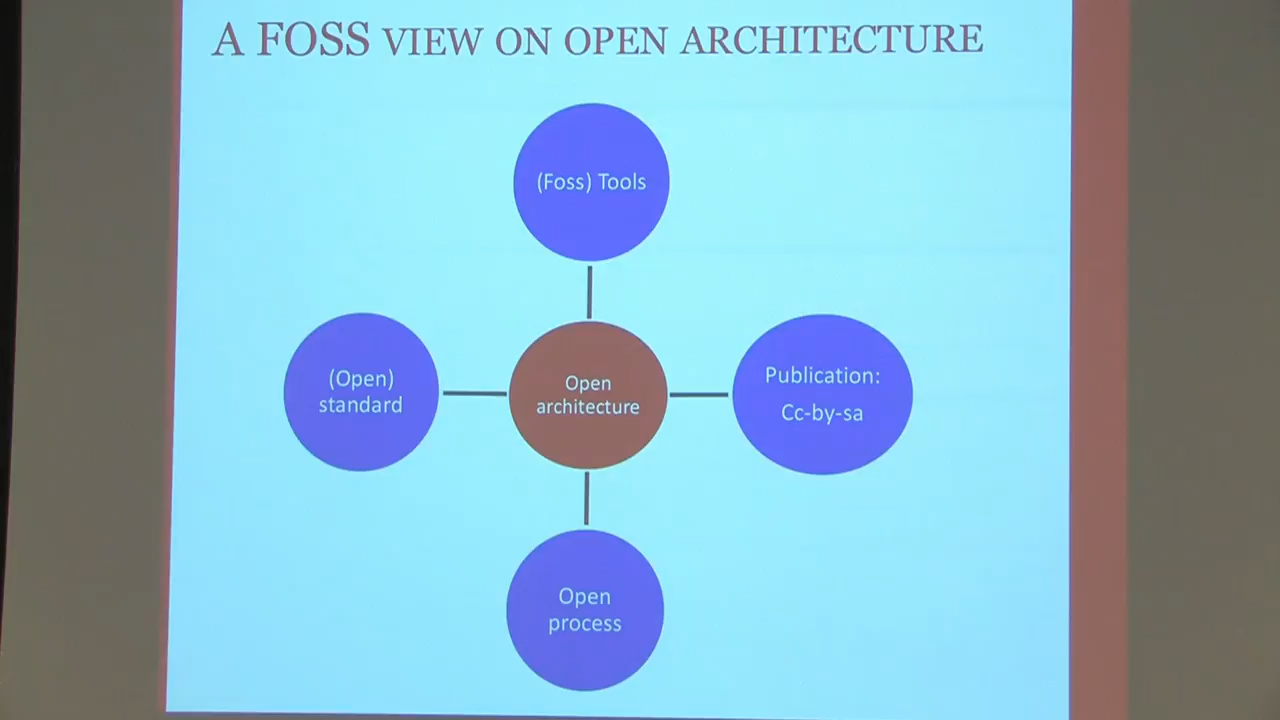 A FOSS VIEW ON OPEN ARCHITECTURE
(Foss) Tools
(Open)
standard
Open
architecture
Publication:
Cc-by-sa
Open
process